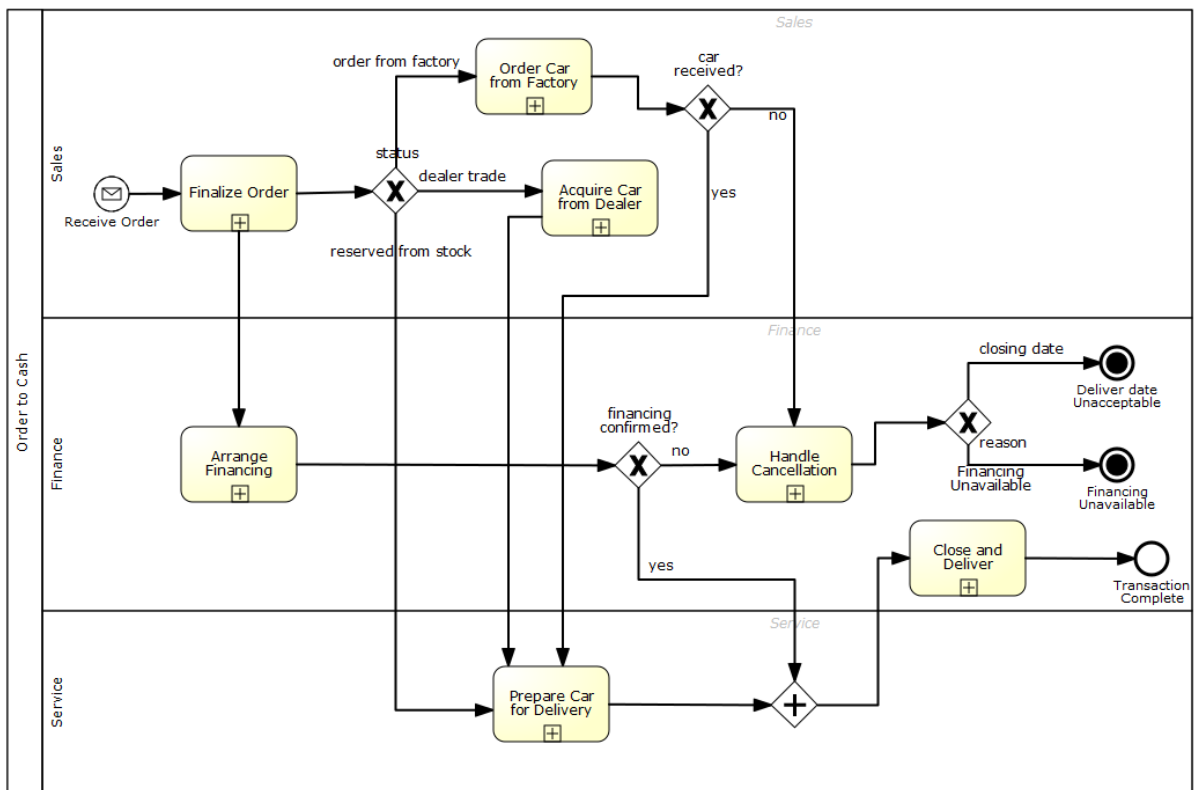 Order to Cash
Sales
Sales
order from factory
Order Car
from Factory
car
received?
no
status
dealer trade
Acquire Car
from Dealer
yes
Receive Order
Finalize Order
reserved from stock
Finance
Finance
closing date
Deliver date
Unacceptable
Arrange
Financing
financing
confirmed?
no
Handle
Cancellation
reason
Financing
Unavailable
Financing
Unavailable
yes
Close and
Deliver
Transaction
Complete
Service
Service
Prepare Car
for Delivery